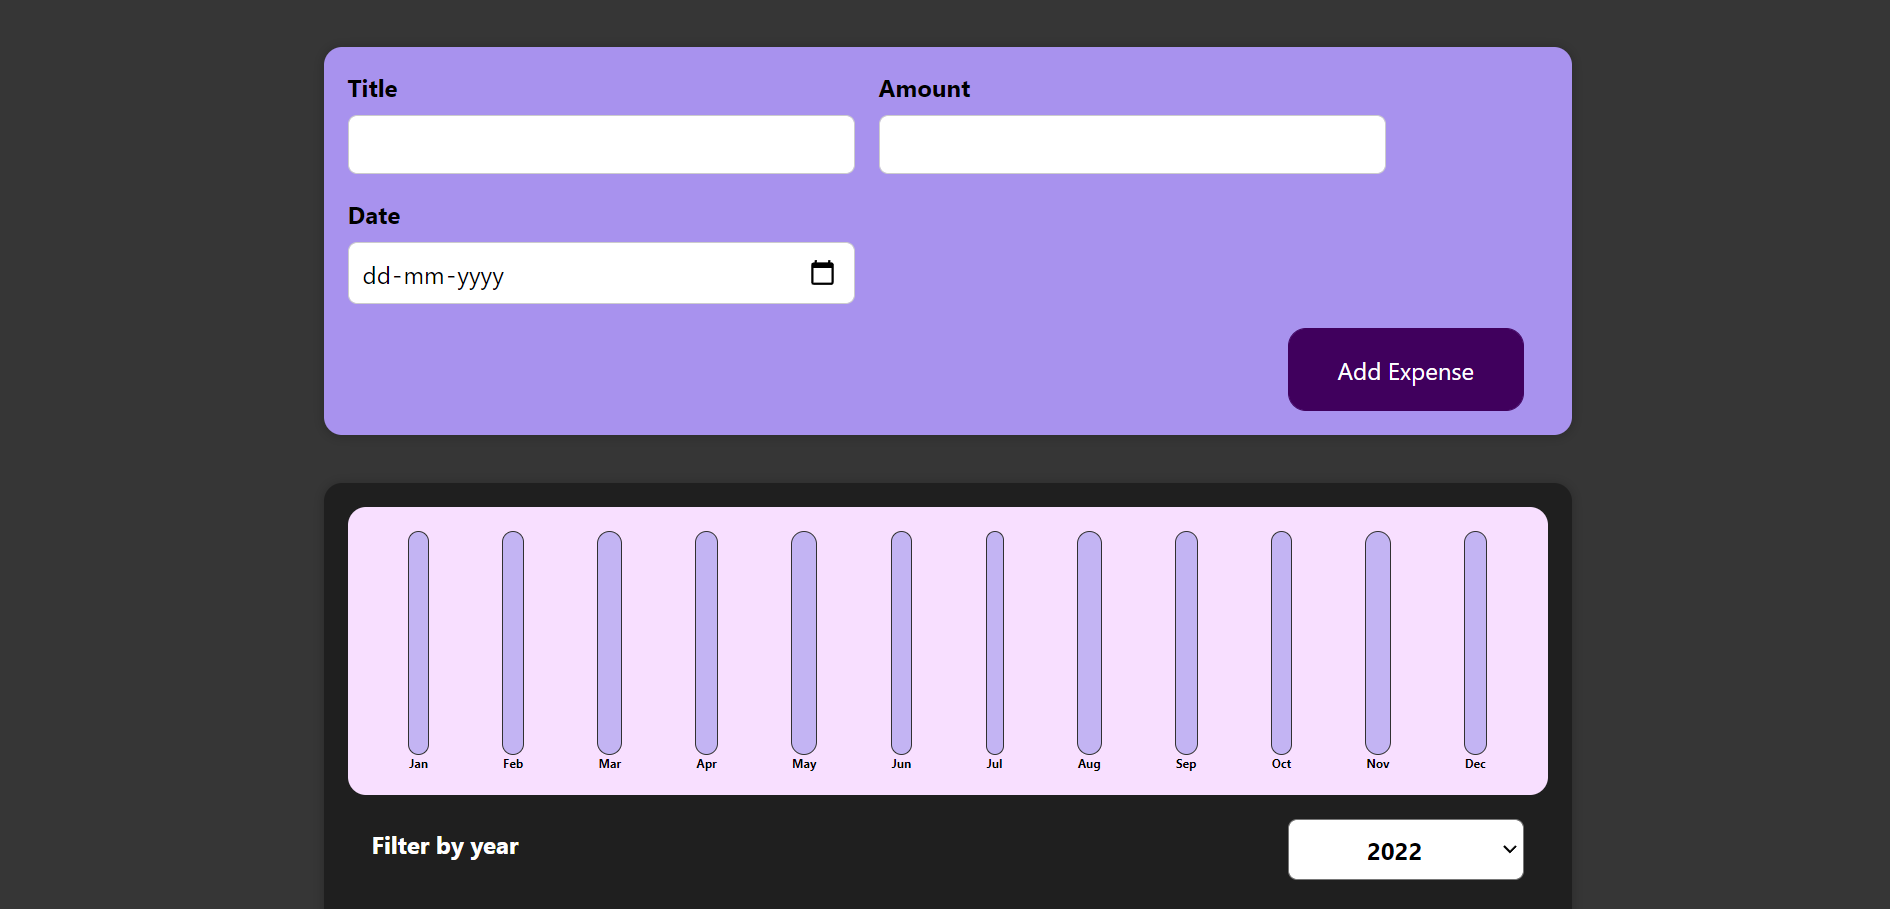 Title
Amount
Date
dd-mm-yyyy
Add Expense
Jan Feb Mar Apr May Jun Jul Aug Sep Oct Nov Dec
Filter by year
2022